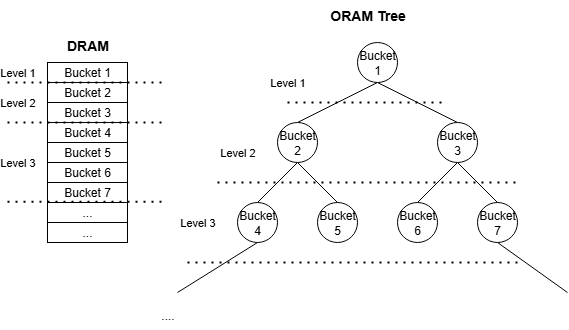 ORAM Tree
DRAM
Level 1
Bucket 1
Level 2
Bucket 2
Bucket 3
Level 3
Bucket 4
Bucket 5
Bucket 6
Bucket 7
...
...
Bucket
1
Level 1
Bucket
2
Bucket
3
Level 2
Bucket
4
Bucket
5
Bucket
6
Bucket
7
Level 3
....